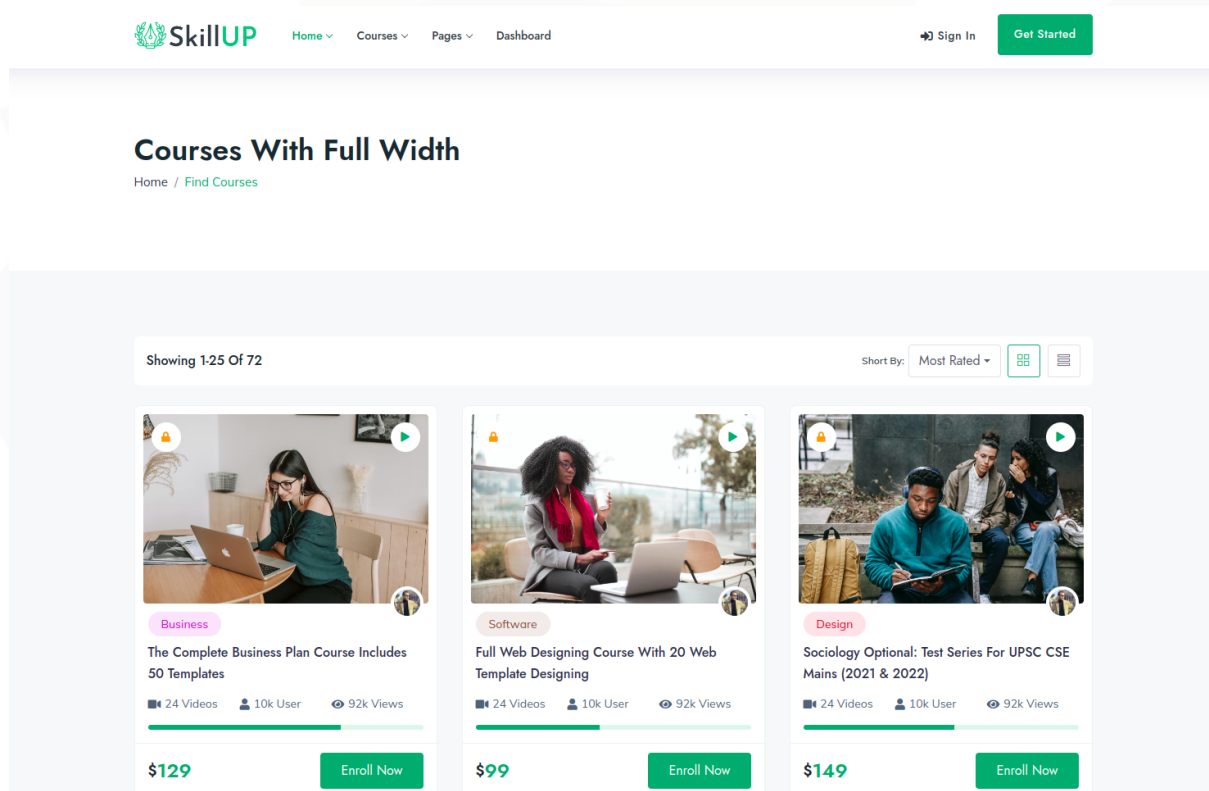 SkillUP
Home
Courses
Pages
Dashboard
Sign In
Get Started
Courses With Full Width
Home / Find Courses
Showing 1-25 Of 72
Short By:
Most Rated
Business
The Complete Business Plan Course Includes
50 Templates
24 Videos
10k User
92k Views
$129
Enroll Now
Software
Full Web Designing Course With 20 Web
Template Designing
24 Videos
10k User
92k Views
$99
Enroll Now
Design
Sociology Optional: Test Series For UPSC CSE
Mains (2021 & 2022)
24 Videos
10k User
92k Views
$149
Enroll Now